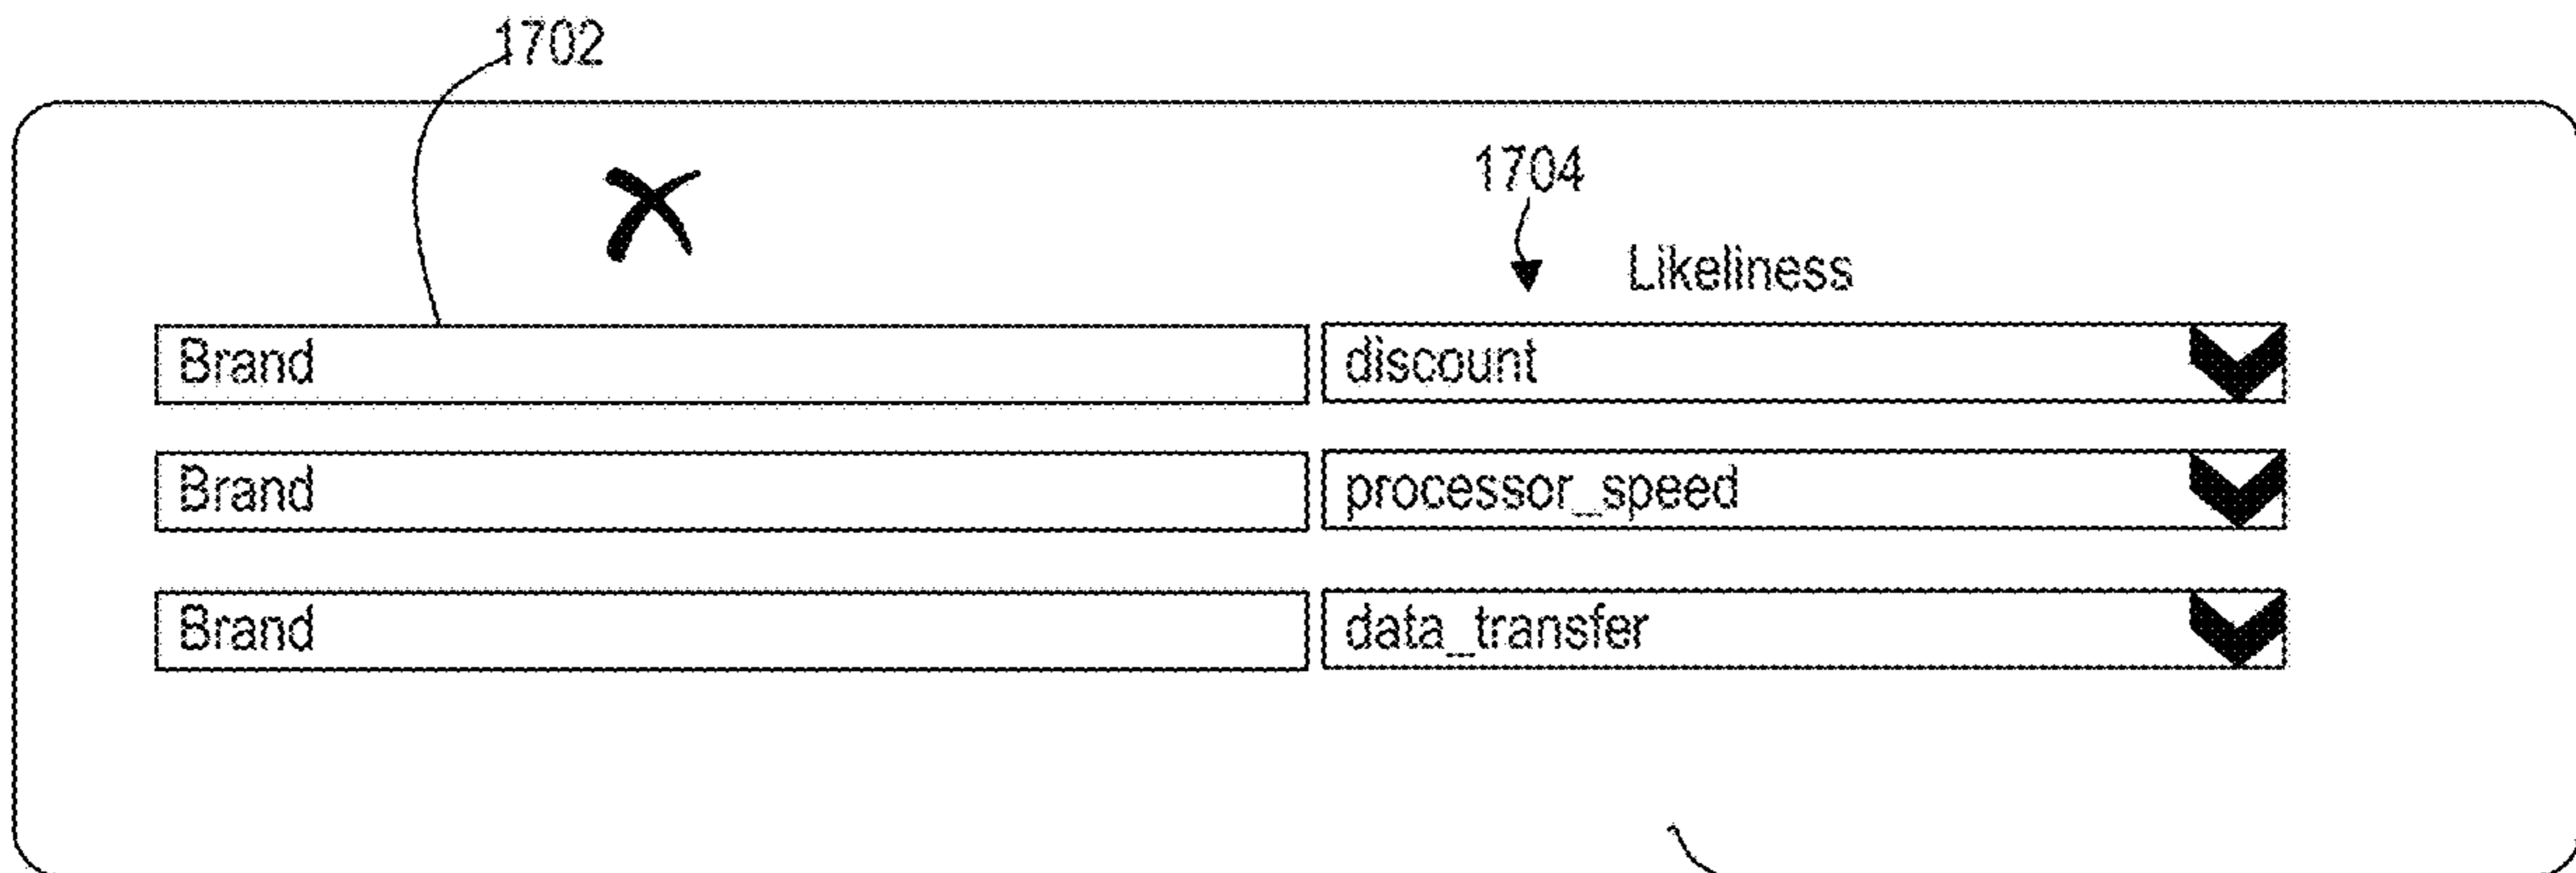 1702
X
1704
Likeliness
Brand discount
Brand processor_speed
Brand data_transfer